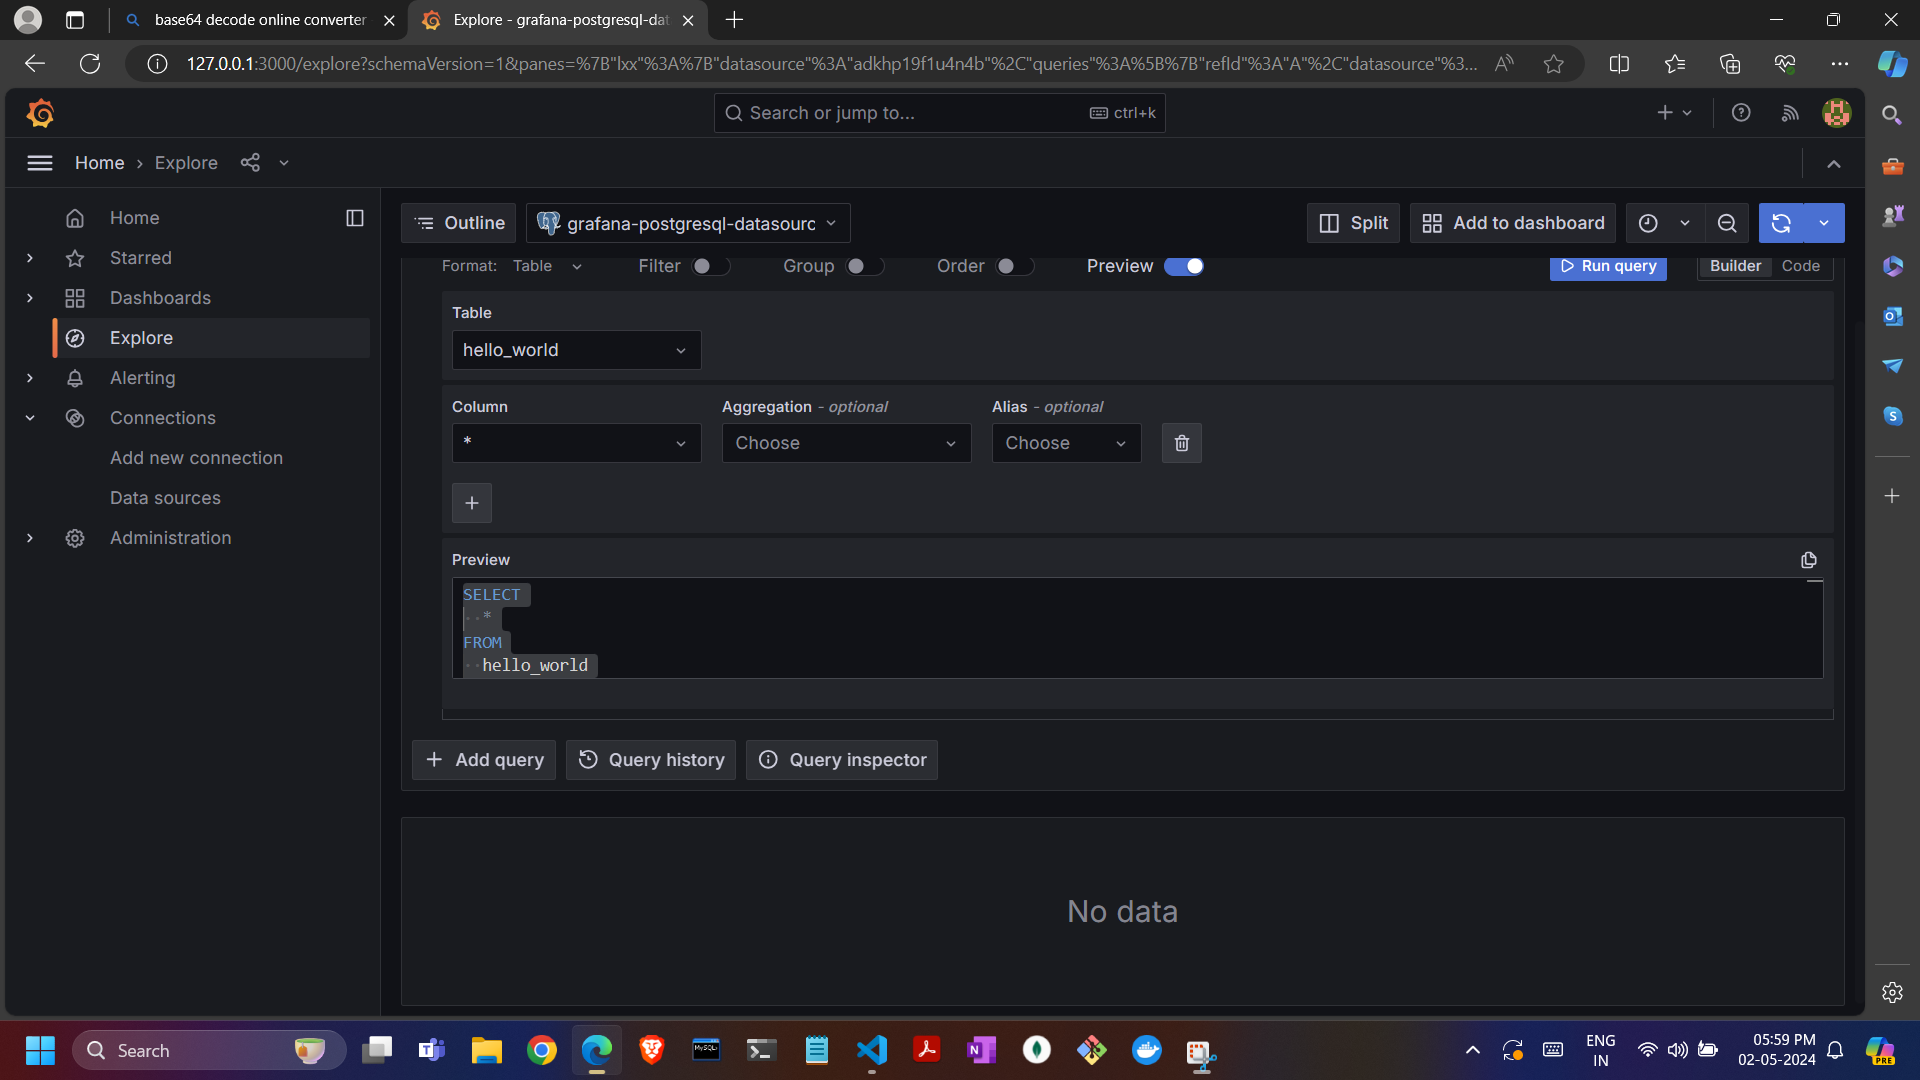 base64 decode online converter
Explore - grafana-postgresql-dat
127.0.0.1:3000/explore?schemaVersion=1&panes=%7B"lxx"%3A%7B"datasource"%3A"adkhp19f1u4n4b"%2C"queries"%3A%5B%7B"refId"%3A"A"%2C"datasource"%3...
Search or jump to... ctrl+k
Home › Explore
Home
Starred
Dashboards
Explore
Alerting
Connections
Add new connection
Data sources
Administration
Outline grafana-postgresql-datasourc Split Add to dashboard
Format: Table Filter Group Order Preview Run query Builder Code
Table
hello_world
Column Aggregation - optional Alias - optional
* Choose Choose
+
Preview
SELECT
··*
FROM
··hello_world
+ Add query Query history Query inspector
No data
Search
MySQL
ENG
IN
05:59 PM
02-05-2024
PRE